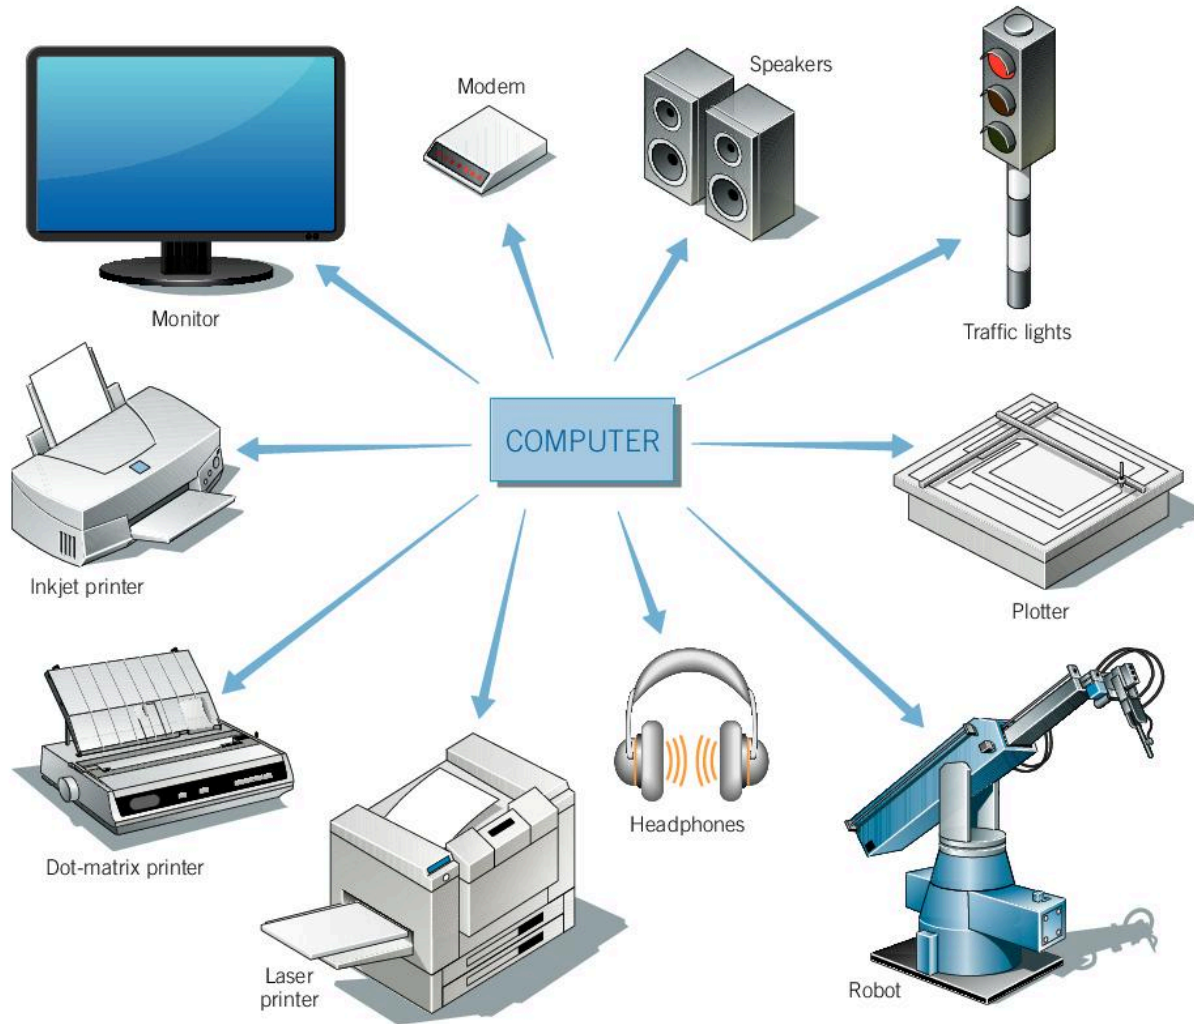 Modem
Speakers
Monitor
Traffic lights
COMPUTER
Inkjet printer
Plotter
Dot-matrix printer
Headphones
Laser
printer
Robot